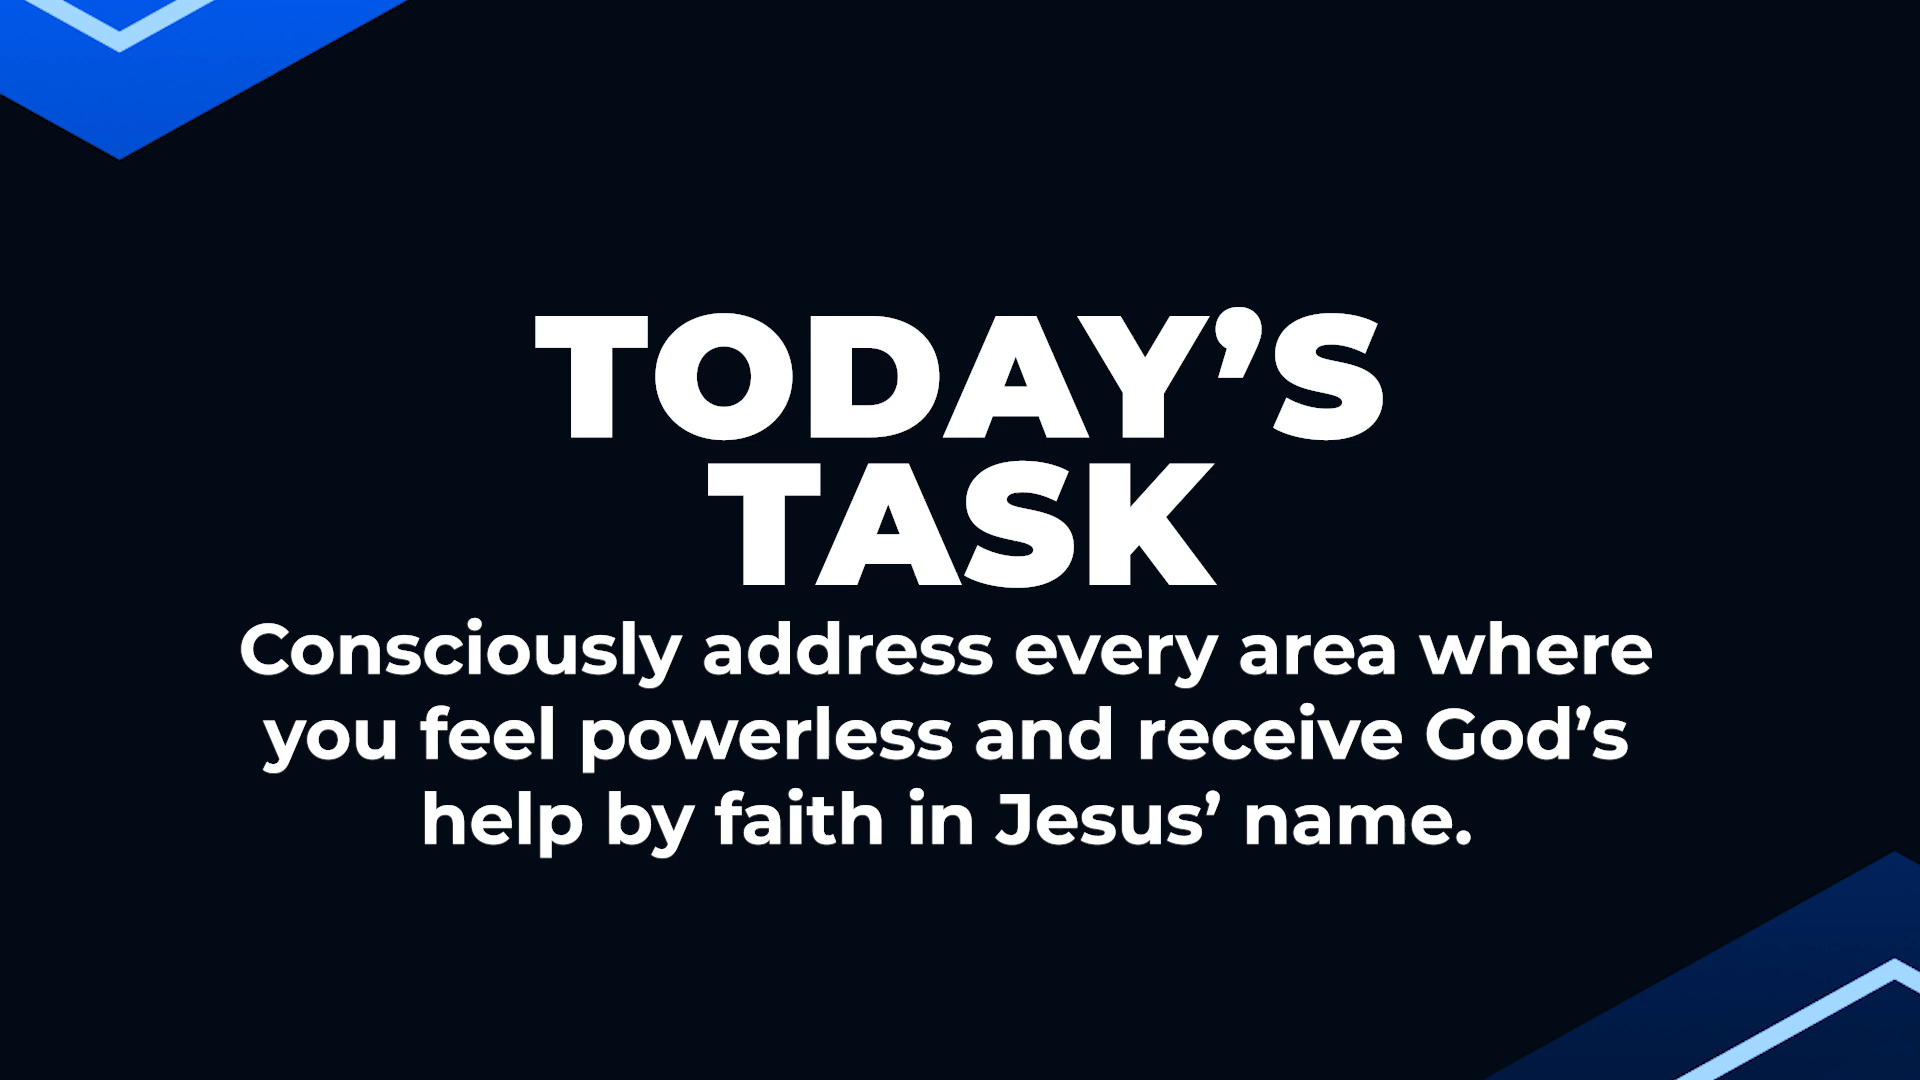 TODAY’S
TASK
Consciously address every area where
you feel powerless and receive God’s
help by faith in Jesus’ name.